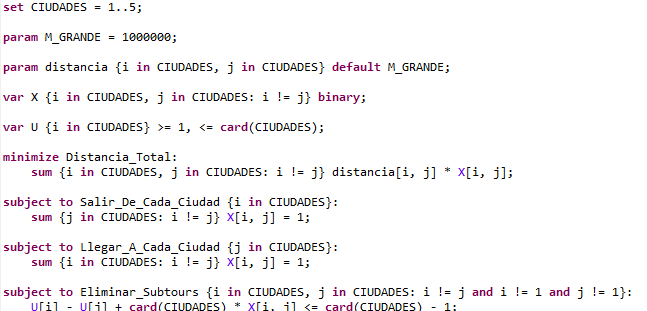 set CIUDADES = 1..5;
param M_GRANDE = 1000000;
param distancia {i in CIUDADES, j in CIUDADES} default M_GRANDE;
var X {i in CIUDADES, j in CIUDADES: i != j} binary;
var U {i in CIUDADES} >= 1, <= card(CIUDADES);
minimize Distancia_Total:
sum {i in CIUDADES, j in CIUDADES: i != j} distancia[i, j] * X[i, j];
subject to Salir_De_Cada_Ciudad {i in CIUDADES}:
sum {j in CIUDADES: i != j} X[i, j] = 1;
subject to Llegar_A_Cada_Ciudad {j in CIUDADES}:
sum {i in CIUDADES: i != j} X[i, j] = 1;
subject to Eliminar_Subtours {i in CIUDADES, j in CIUDADES: i != j and i != 1 and j != 1}:
U[i] - U[j] + card(CIUDADES) * X[i, j] <= card(CIUDADES) - 1;